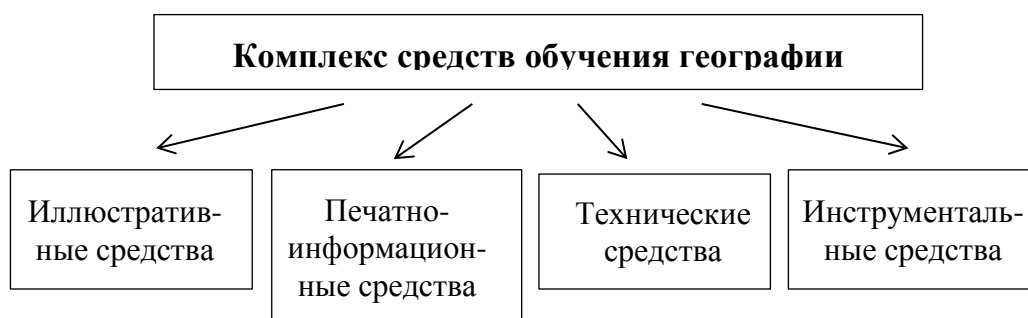 Комплекс средств обучения географии
Иллюстратив-
ные средства
Печатно-
информацион-
ные средства
Технические
средства
Инструменталь-
ные средства